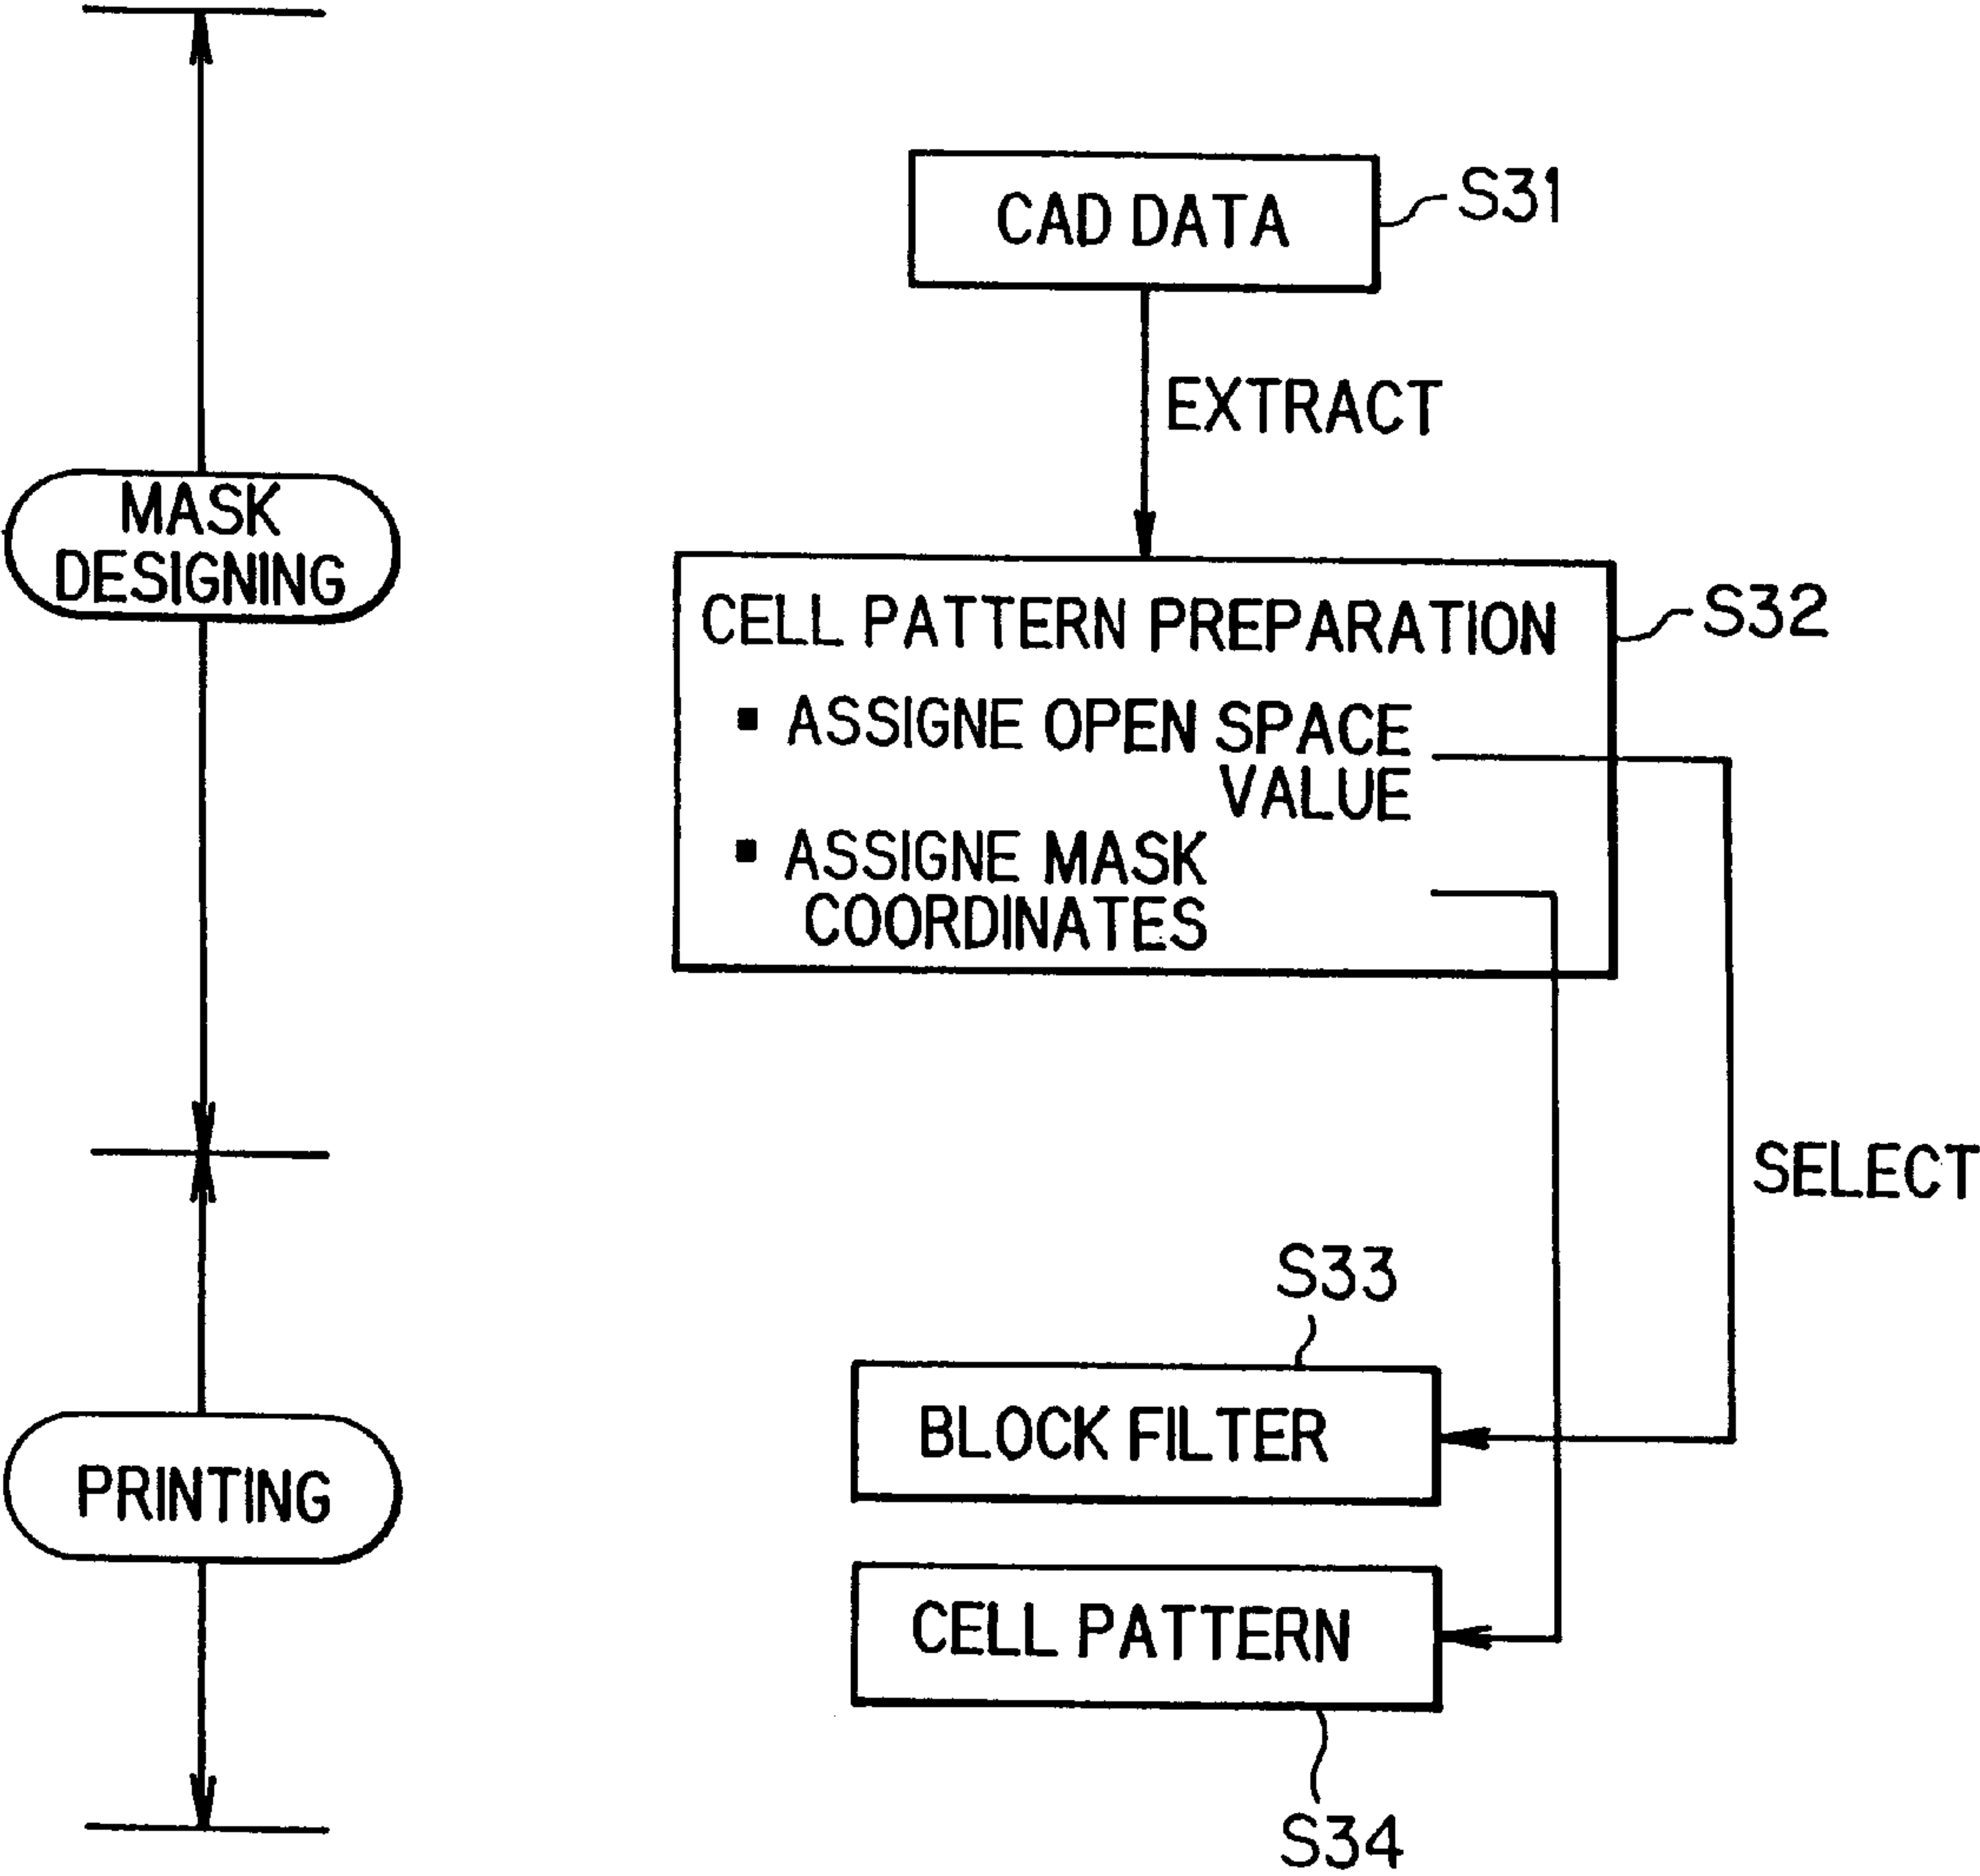 CAD DATA
S31
EXTRACT
MASK
DESIGNING
CELL PATTERN PREPARATION
S32
▪ ASSIGNE OPEN SPACE
VALUE
▪ ASSIGNE MASK
COORDINATES
SELECT
S33
BLOCK FILTER
PRINTING
CELL PATTERN
S34